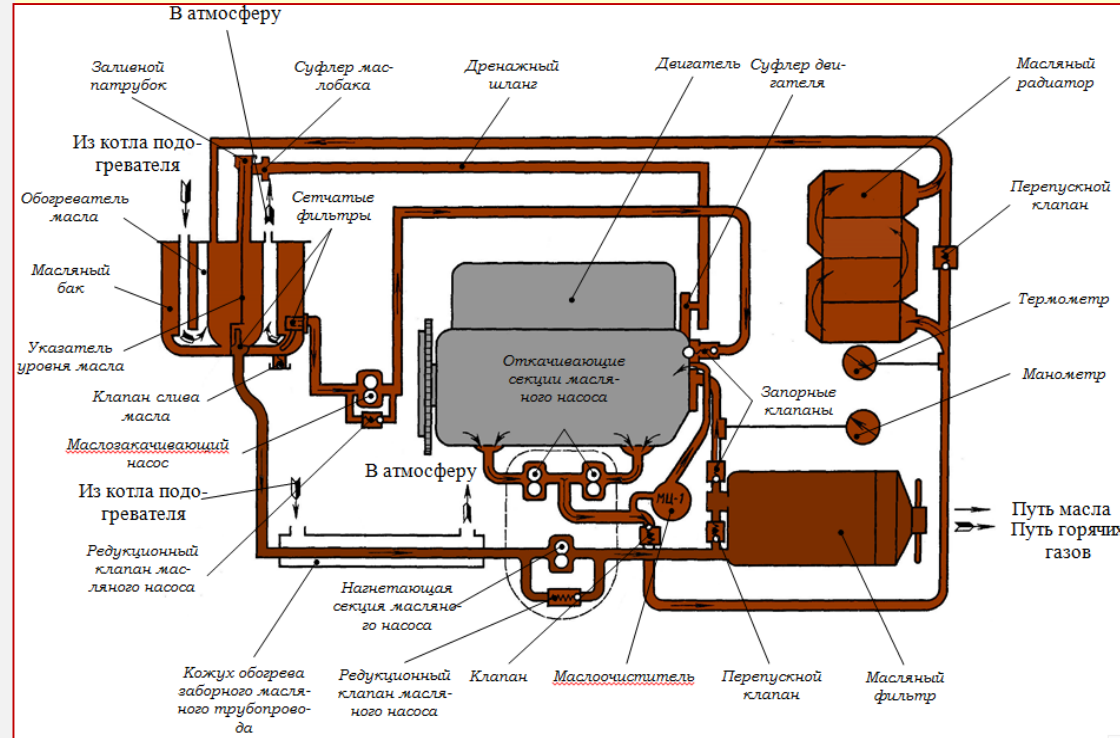 В атмосферу
Заливной
патрубок
Суфлер мас-
лобака
Дренажный
шланг
Двигатель
Суфлер дви-
гателя
Масляный
радиатор
Из котла подо-
гревателя
Обогреватель
масла
Сетчатые
фильтры
Перепускной
клапан
Масляный
бак
Термометр
Указатель
уровня масла
Откачивающие
секции масля-
ного насоса
Манометр
Клапан слива
масла
Запорные
клапаны
Маслозакачивающий
насос
В атмосферу
Из котла подо-
гревателя
МЦ-1
Путь масла
Путь горячих
газов
Редукционный
клапан мас-
ляного насоса
Нагнетающая
секция масляно-
го насоса
Кожух обогрева
заборного масля-
ного трубопрово-
да
Редукционный
клапан масля-
ного насоса
Клапан
Маслоочиститель
Перепускной
клапан
Масляный
фильтр